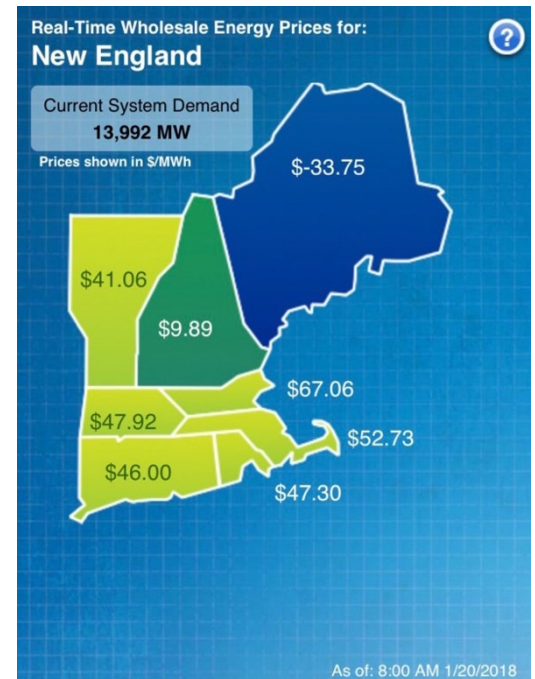 Real-Time Wholesale Energy Prices for:
New England
?
Current System Demand
13,992 MW
Prices shown in $/MWh
$-33.75
$41.06
$9.89
$67.06
$47.92
$52.73
$46.00
$47.30
As of: 8:00 AM 1/20/2018